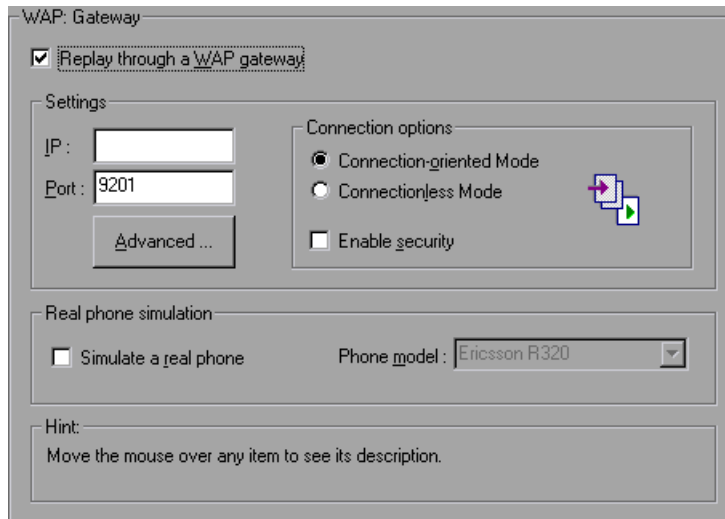 WAP: Gateway
Replay through a WAP gateway
Settings
IP :
Port : 9201
Advanced ...
Connection options
Connection-oriented Mode
Connectionless Mode
Enable security
Real phone simulation
Simulate a real phone
Phone model : Ericsson R320
Hint:
Move the mouse over any item to see its description.